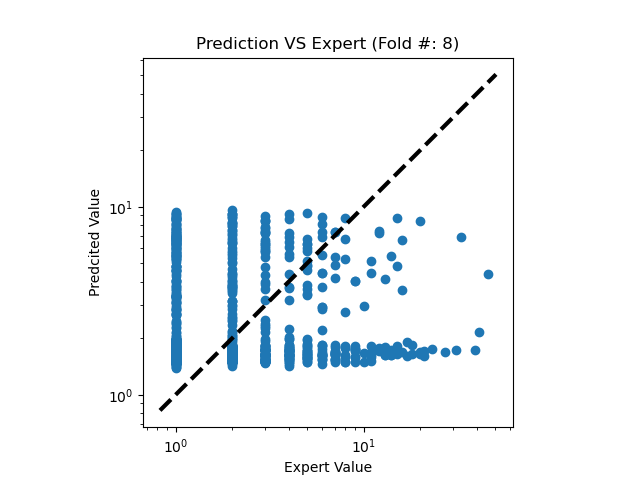 Prediction VS Expert (Fold #: 8)
Predcited Value
10¹
10⁰
10⁰ 10¹
Expert Value